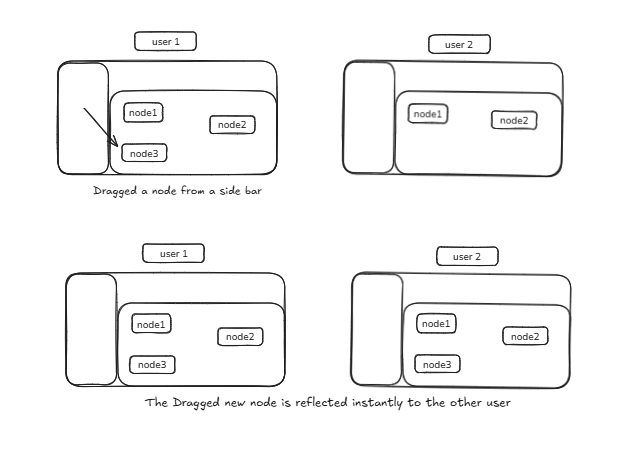 user 1
user 2
node1
node2
node3
node1
node2
Dragged a node from a side bar
user 1
user 2
node1
node2
node3
node1
node2
node3
The Dragged new node is reflected instantly to the other user